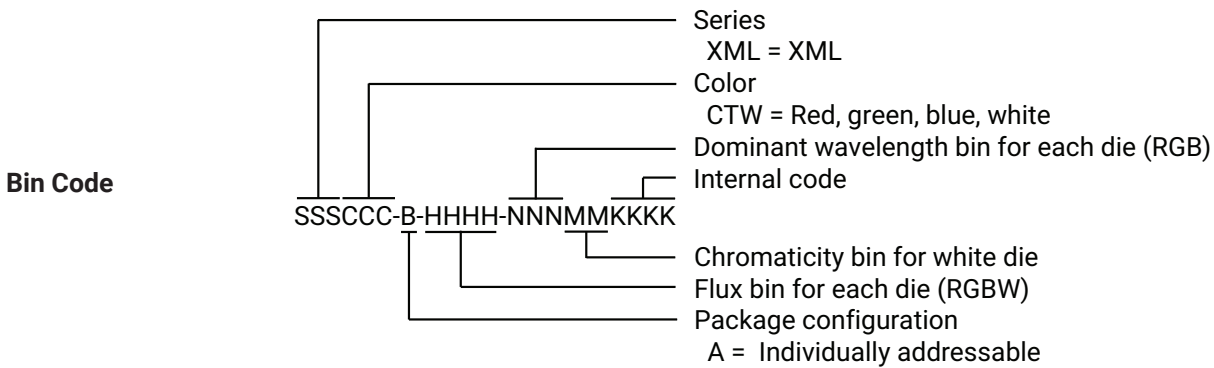 Series
XML = XML
Color
CTW = Red, green, blue, white
Dominant wavelength bin for each die (RGB)
Internal code
Bin Code
SSSCCC-B-HHHH-NNNMMKKKK
Chromaticity bin for white die
Flux bin for each die (RGBW)
Package configuration
A = Individually addressable